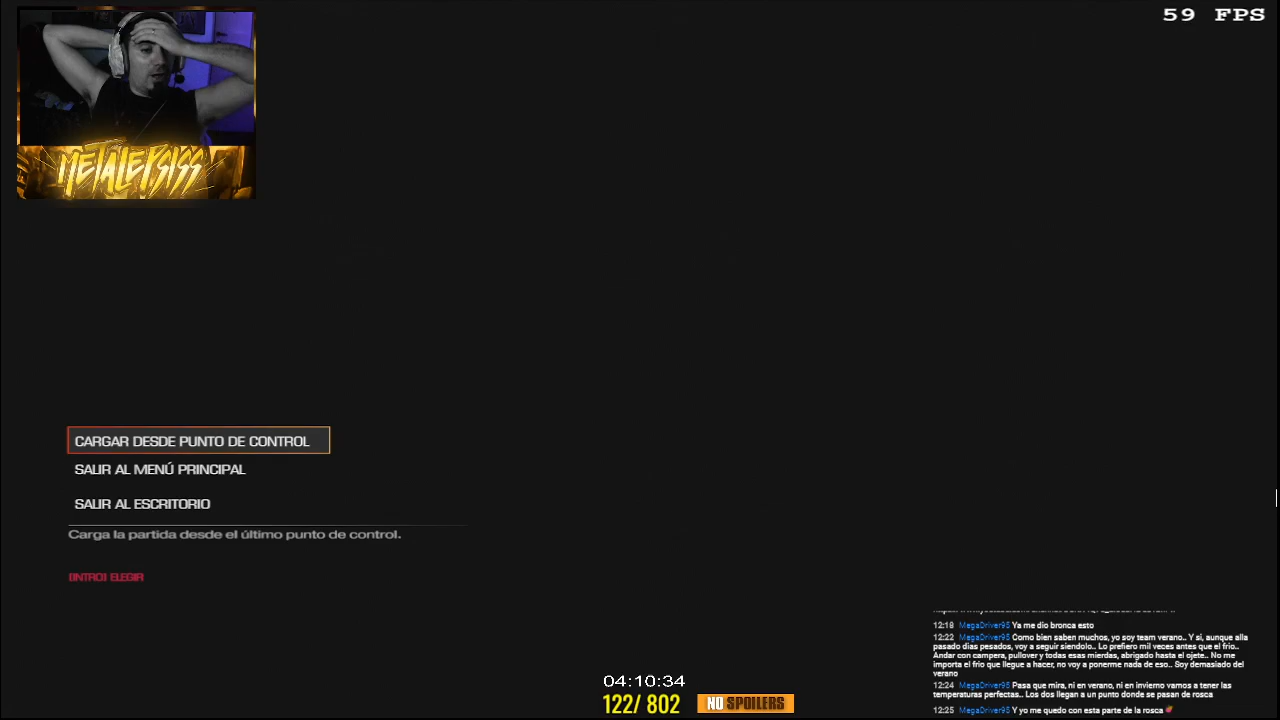 59 FPS
METALEPSISS
CARGAR DESDE PUNTO DE CONTROL
SALIR AL MENÚ PRINCIPAL
SALIR AL ESCRITORIO
Carga la partida desde el último punto de control.
[INTRO] ELEGIR
12:18 MegaDriver95 Ya me dio bronca esto
12:22 MegaDriver95 Como bien saben muchos, yo soy team verano.. Y si, aunque alla
pasado días pesados, voy a seguir siendolo.. Lo prefiero mil veces antes que el frio..
Andar con campera, pullover y todas esas mierdas, abrigado hasta el ojete.. No me
importa el frio que llegue a hacer, no voy a ponerme nada de eso.. Soy demasiado del
verano
12:24 MegaDriver95 Pasa que mira, ni en verano, ni en invierno vamos a tener las
temperaturas perfectas.. Los dos llegan a un punto donde se pasan de rosca
12:25 MegaDriver95 Y yo me quedo con esta parte de la rosca
04:10:34
122/ 802
NO SPOILERS